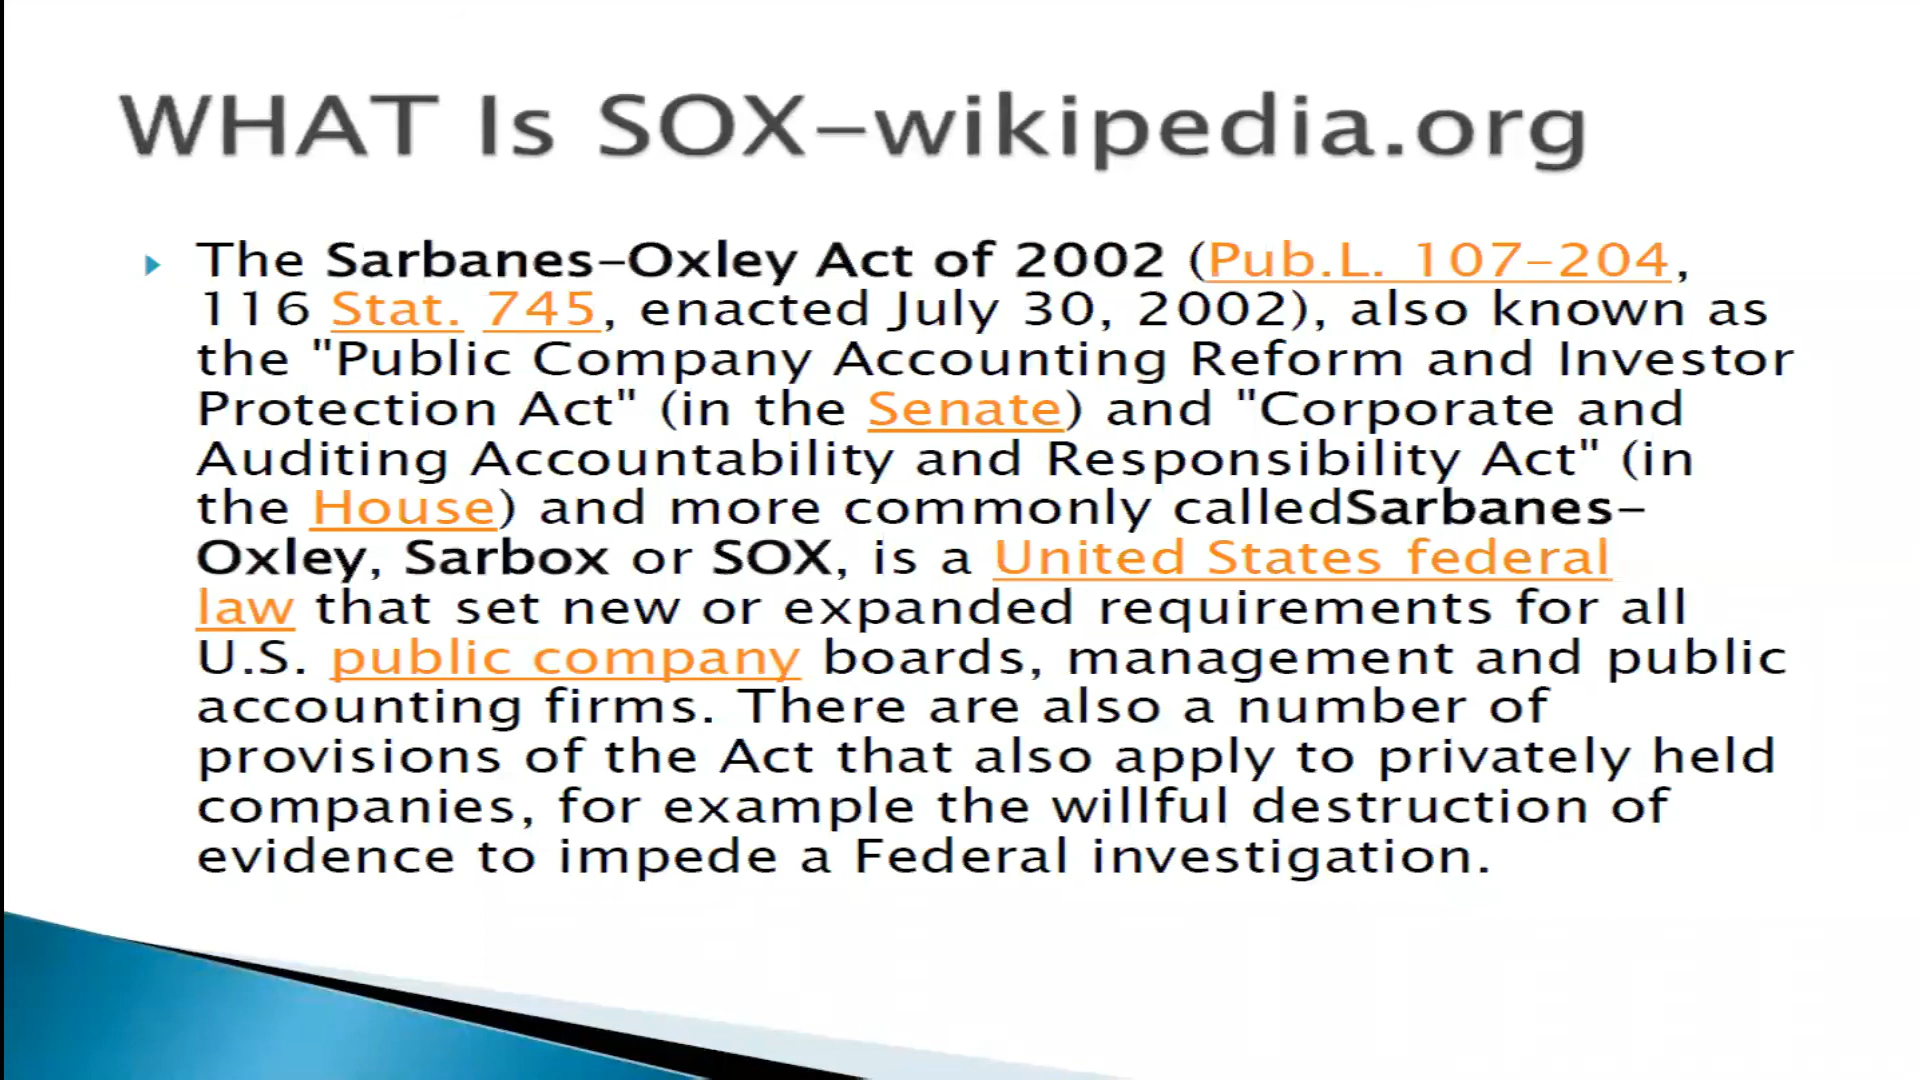 WHAT Is SOX–wikipedia.org
The Sarbanes–Oxley Act of 2002 (Pub.L. 107–204,
116 Stat. 745, enacted July 30, 2002), also known as
the "Public Company Accounting Reform and Investor
Protection Act" (in the Senate) and "Corporate and
Auditing Accountability and Responsibility Act" (in
the House) and more commonly calledSarbanes–
Oxley, Sarbox or SOX, is a United States federal
law that set new or expanded requirements for all
U.S. public company boards, management and public
accounting firms. There are also a number of
provisions of the Act that also apply to privately held
companies, for example the willful destruction of
evidence to impede a Federal investigation.